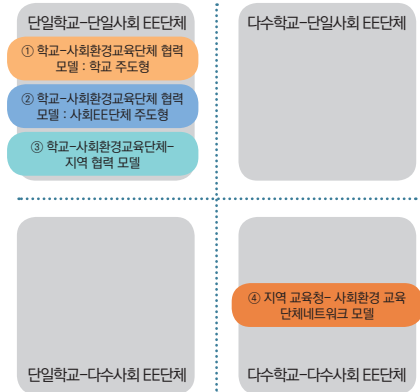 단일학교-단일사회 EE단체
① 학교-사회환경교육단체 협력
모델 : 학교 주도형
② 학교-사회환경교육단체 협력
모델 : 사회EE단체 주도형
③ 학교-사회환경교육단체-
지역 협력 모델
다수학교-단일사회 EE단체
단일학교-다수사회 EE단체
④ 지역 교육청- 사회환경 교육
단체네트워크 모델
다수학교-다수사회 EE단체